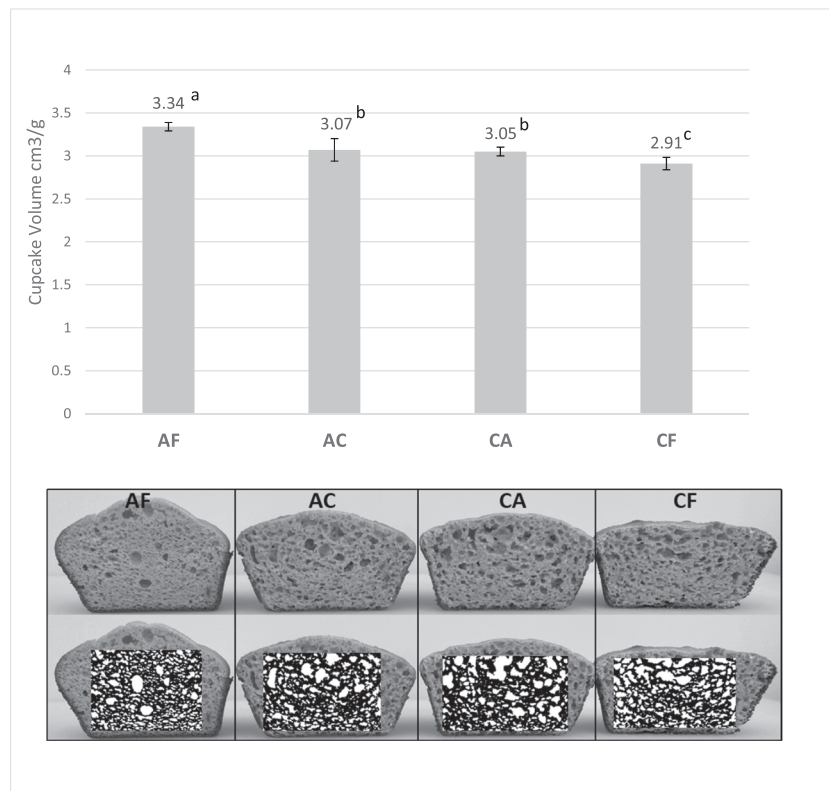 4
3.5
3
2.5
2
1.5
1
0.5
0
Cupcake Volume cm3/g
3.34 a
3.07 b
3.05 b
2.91 c
AF AC CA CF
AF AC CA CF